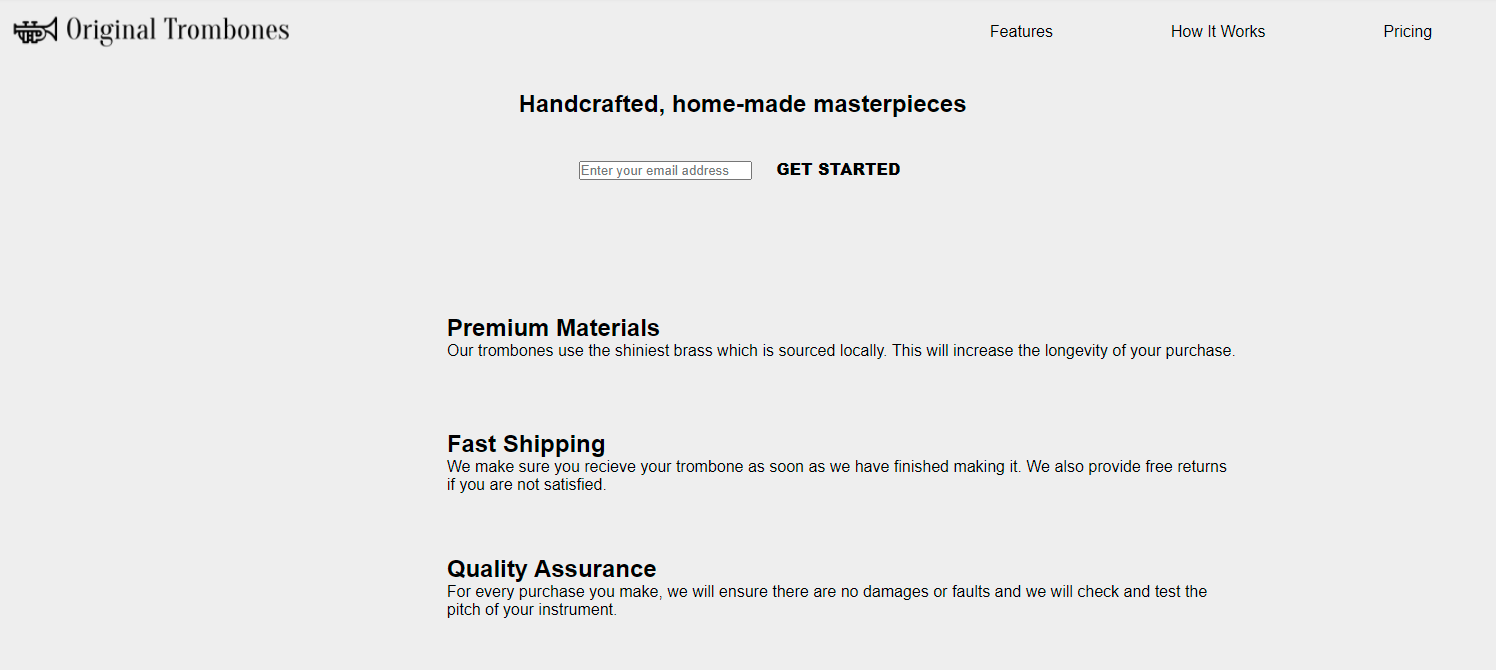 Original Trombones
Features
How It Works
Pricing
Handcrafted, home-made masterpieces
Enter your email address
GET STARTED
Premium Materials
Our trombones use the shiniest brass which is sourced locally. This will increase the longevity of your purchase.
Fast Shipping
We make sure you recieve your trombone as soon as we have finished making it. We also provide free returns
if you are not satisfied.
Quality Assurance
For every purchase you make, we will ensure there are no damages or faults and we will check and test the
pitch of your instrument.